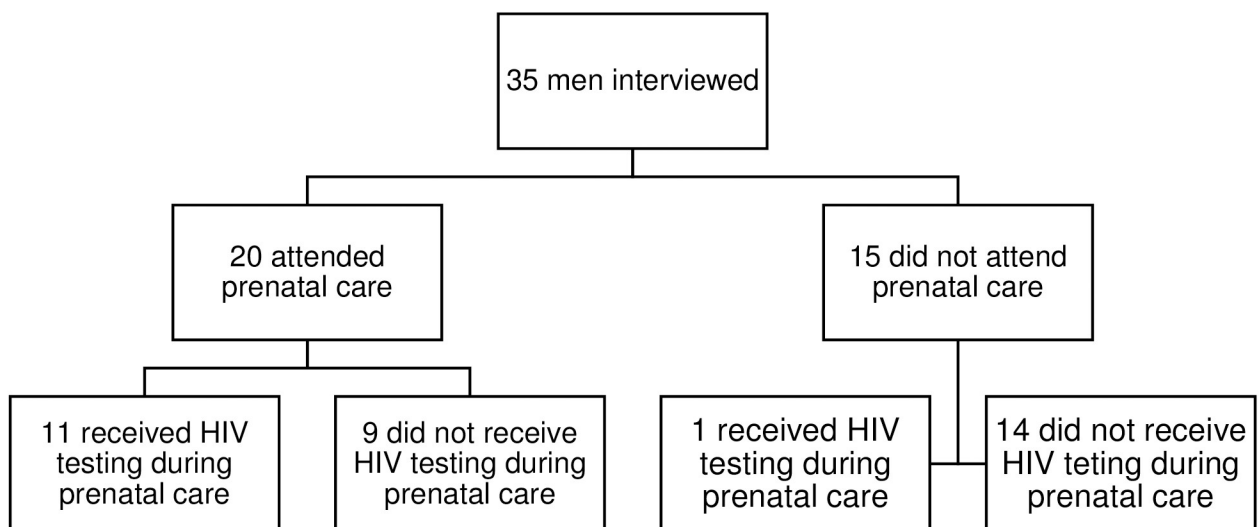 35 men interviewed
20 attended
prenatal care
15 did not attend
prenatal care
11 received HIV
testing during
prenatal care
9 did not receive
HIV testing during
prenatal care
1 received HIV
testing during
prenatal care
14 did not receive
HIV teting during
prenatal care